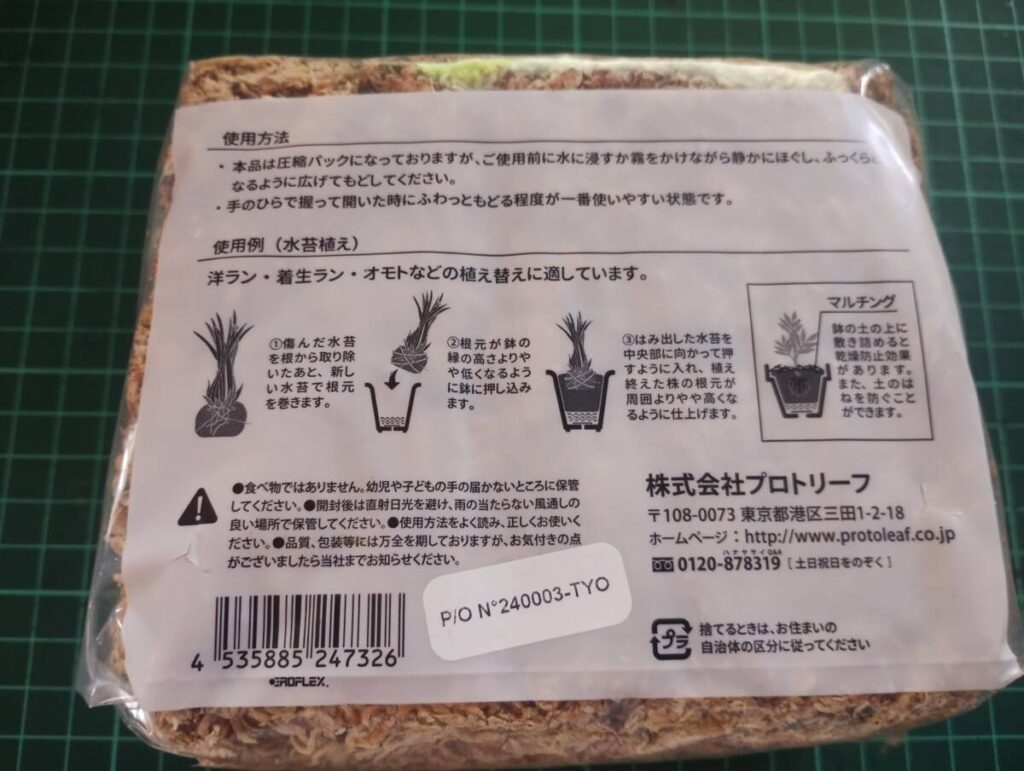 使用方法
・本品は圧縮パックになっておりますが、ご使用前に水に浸すか霧をかけながら静かにほぐし、ふっくらと
なるように広げてもどしてください。
・手のひらで握って開いた時にふわっともどる程度が一番使いやすい状態です。
使用例（水苔植え）
洋ラン・着生ラン・オモトなどの植え替えに適しています。
①傷んだ水苔
を根から取り除
いたあと、新し
い水苔で根元
を巻きます。
②根元が鉢の
縁の高さよりや
や低くなるよう
に鉢に押し込み
ます。
③はみ出した水苔を
中央部に向かって押
すように入れ、植え
終えた株の根元が
周囲よりやや高くな
るように仕上げます。
マルチング
鉢の土の上に
敷き詰めると
乾燥防止効果
があります。
また、土のは
ねを防ぐこと
ができます。
●食べ物ではありません。幼児や子どもの手の届かないところに保管
してください。●開封後は直射日光を避け、雨の当たらない風通しの
良い場所で保管してください。●使用方法をよく読み、正しくお使いく
ださい。●品質、包装等には万全を期しておりますが、お気付きの点
がございましたら当社までお知らせください。
株式会社プロトリーフ
〒108-0073 東京都港区三田1-2-18
ホームページ：http://www.protoleaf.co.jp
ハナヤサイQ&A
0120-878319［土日祝日をのぞく］
P/O N°240003-TYO
4 535885 247326
EROFLEX.
プラ
捨てるときは、お住まいの
自治体の区分に従ってください